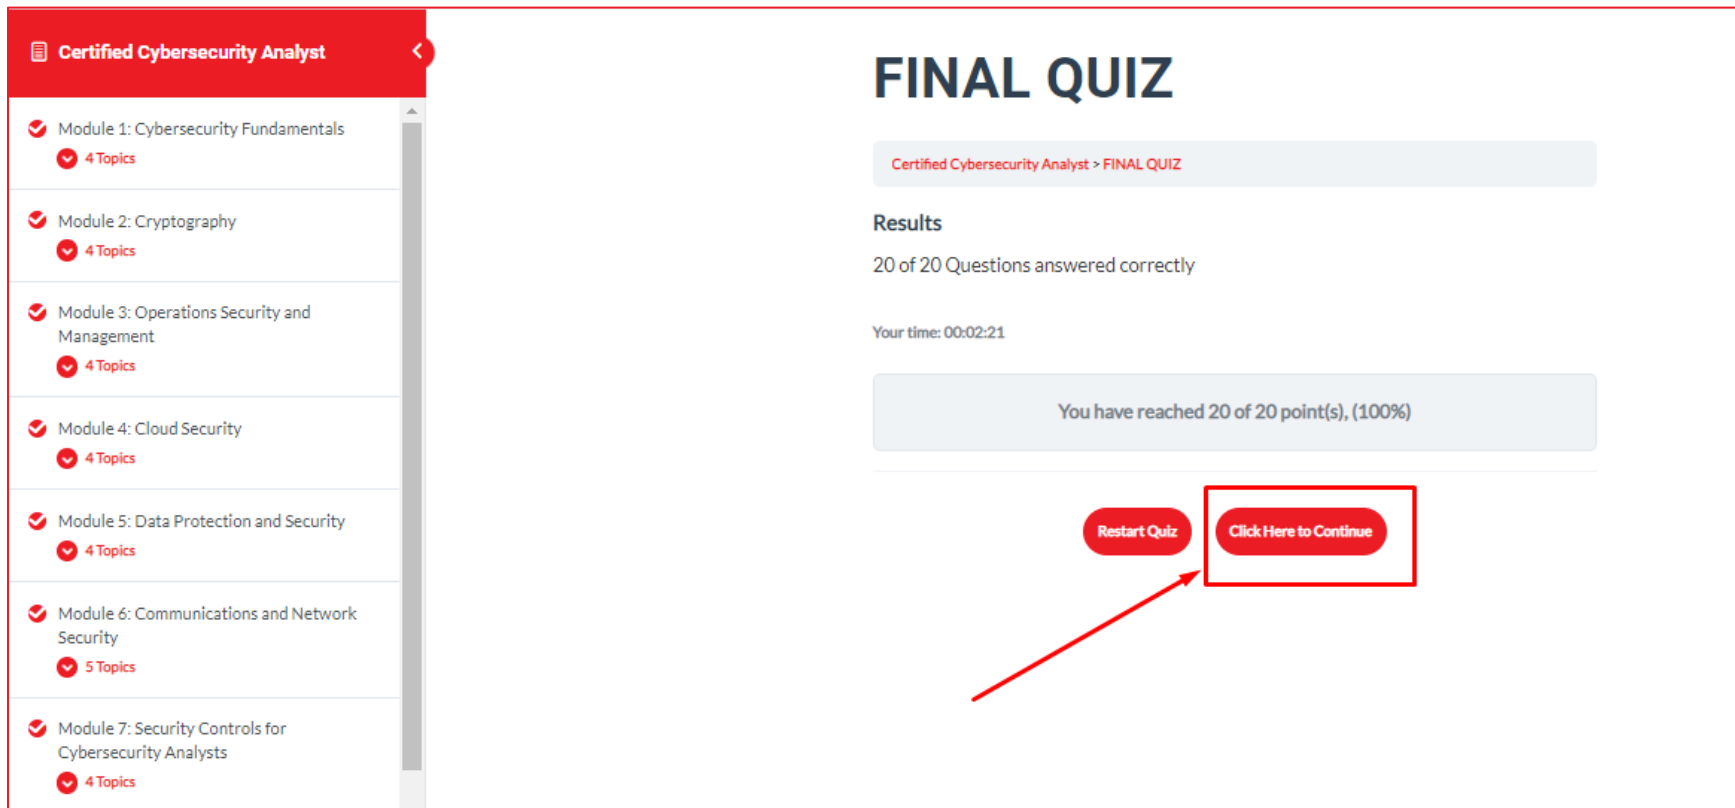 Certified Cybersecurity Analyst
Module 1: Cybersecurity Fundamentals
4 Topics
Module 2: Cryptography
4 Topics
Module 3: Operations Security and
Management
4 Topics
Module 4: Cloud Security
4 Topics
Module 5: Data Protection and Security
4 Topics
Module 6: Communications and Network
Security
5 Topics
Module 7: Security Controls for
Cybersecurity Analysts
4 Topics
FINAL QUIZ
Certified Cybersecurity Analyst > FINAL QUIZ
Results
20 of 20 Questions answered correctly
Your time: 00:02:21
You have reached 20 of 20 point(s), (100%)
Restart Quiz
Click Here to Continue